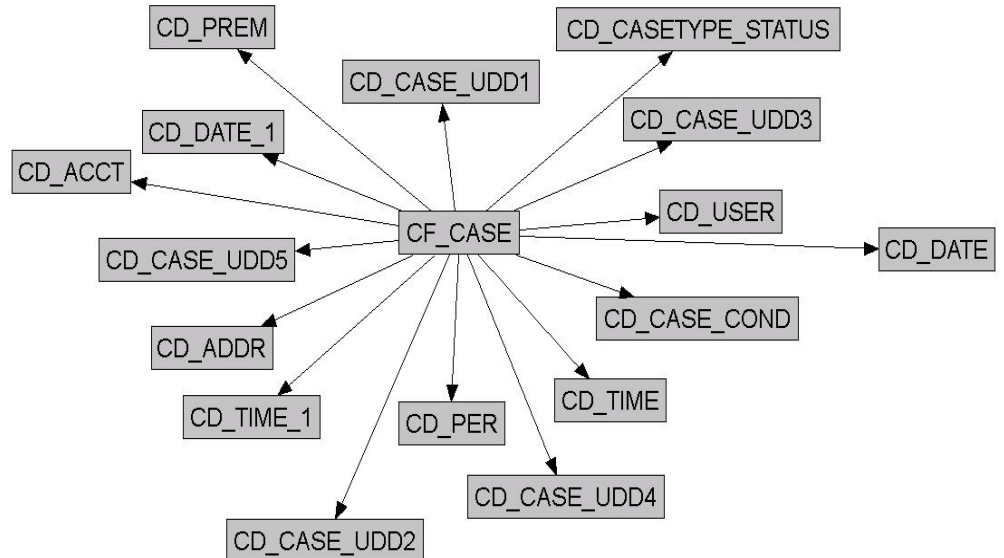 CD_PREM
CD_CASETYPE_STATUS
CD_CASE_UDD1
CD_CASE_UDD3
CD_DATE_1
CD_ACCT
CD_USER
CF_CASE
CD_DATE
CD_CASE_UDD5
CD_CASE_COND
CD_ADDR
CD_TIME
CD_TIME_1
CD_PER
CD_CASE_UDD4
CD_CASE_UDD2